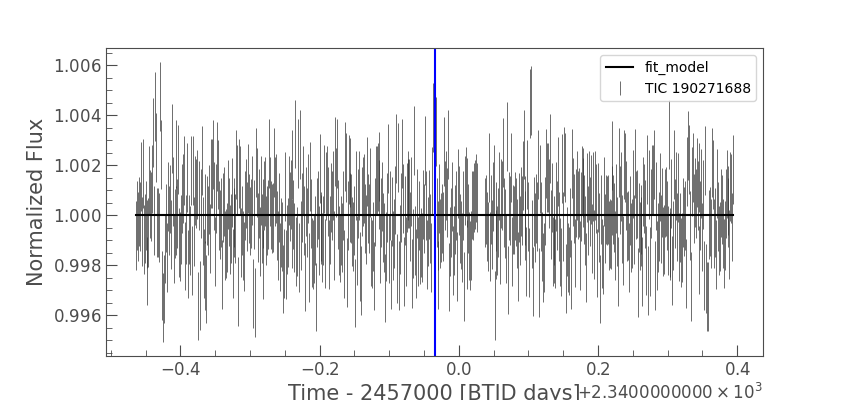 1.006
1.004
1.002
1.000
0.998
0.996
Normalized Flux
fit_model
TIC 190271688
−0.4 −0.2 0.0 0.2 0.4
Time - 2457000 [BTJD days] +2.3400000000 × 10³